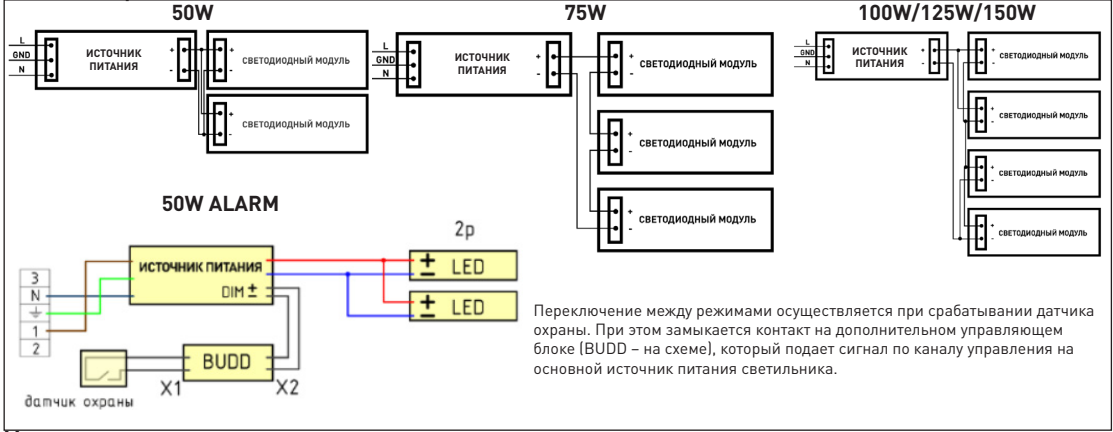 50W
L
GND
N
ИСТОЧНИК
ПИТАНИЯ
+
-
+
-
СВЕТОДИОДНЫЙ МОДУЛЬ
+
-
СВЕТОДИОДНЫЙ МОДУЛЬ
75W
L
GND
N
ИСТОЧНИК
ПИТАНИЯ
+
-
+
-
СВЕТОДИОДНЫЙ МОДУЛЬ
+
-
СВЕТОДИОДНЫЙ МОДУЛЬ
+
-
СВЕТОДИОДНЫЙ МОДУЛЬ
100W/125W/150W
L
GND
N
ИСТОЧНИК
ПИТАНИЯ
+
-
+
-
СВЕТОДИОДНЫЙ МОДУЛЬ
+
-
СВЕТОДИОДНЫЙ МОДУЛЬ
+
-
СВЕТОДИОДНЫЙ МОДУЛЬ
+
-
СВЕТОДИОДНЫЙ МОДУЛЬ
50W ALARM
3
N
1
2
ИСТОЧНИК ПИТАНИЯ
DIM ±
BUDD
X1
X2
датчик охраны
2p
± LED
± LED
Переключение между режимами осуществляется при срабатывании датчика
охраны. При этом замыкается контакт на дополнительном управляющем
блоке (BUDD – на схеме), который подает сигнал по каналу управления на
основной источник питания светильника.